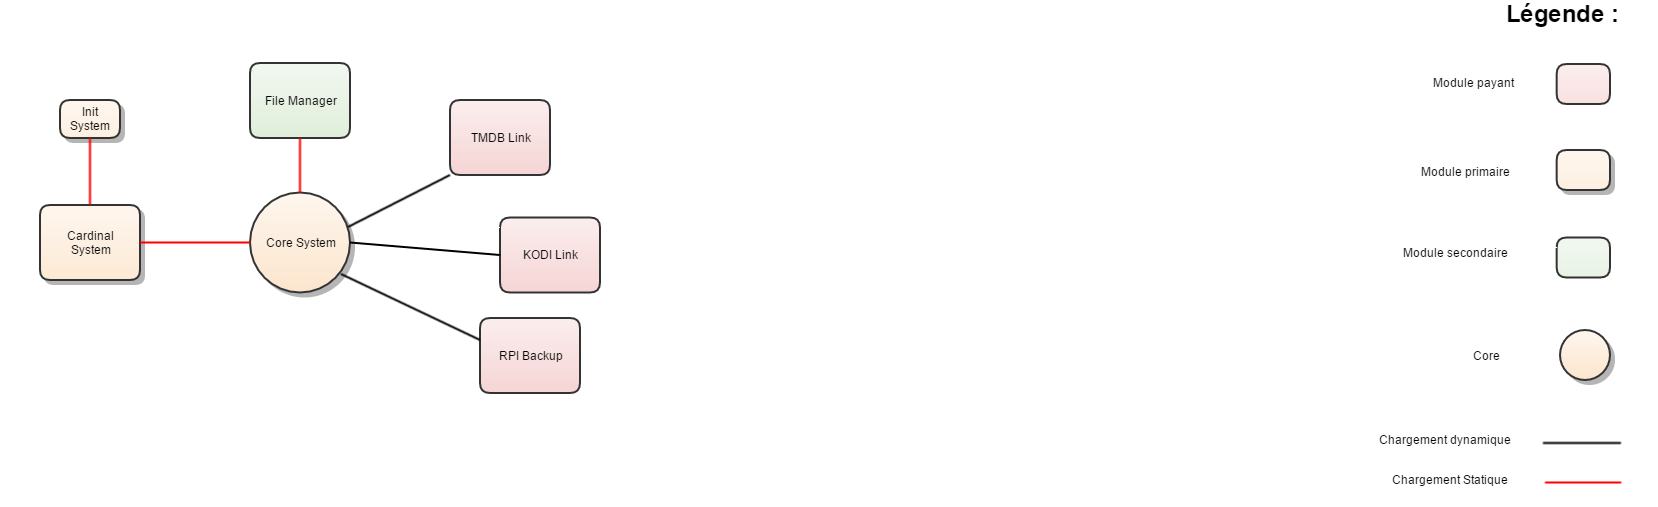 Légende :
Init
System
File Manager
TMDB Link
Cardinal
System
Core System
KODI Link
RPI Backup
Module payant
Module primaire
Module secondaire
Core
Chargement dynamique
Chargement Statique